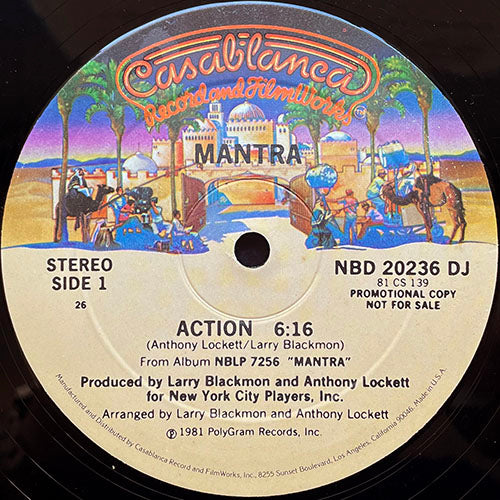 Casablanca
Record and FilmWorks
TM
MANTRA
STEREO
SIDE 1
26
NBD 20236 DJ
81 CS 139
PROMOTIONAL COPY
NOT FOR SALE
ACTION 6:16
(Anthony Lockett/Larry Blackmon)
From Album NBLP 7256 "MANTRA"
Produced by Larry Blackmon and Anthony Lockett
for New York City Players, Inc.
Arranged by Larry Blackmon and Anthony Lockett
℗ 1981 PolyGram Records, Inc.
Manufactured and Distributed by Casablanca Record and FilmWorks, Inc., 8255 Sunset Boulevard, Los Angeles, California 90046. Made in U.S.A.